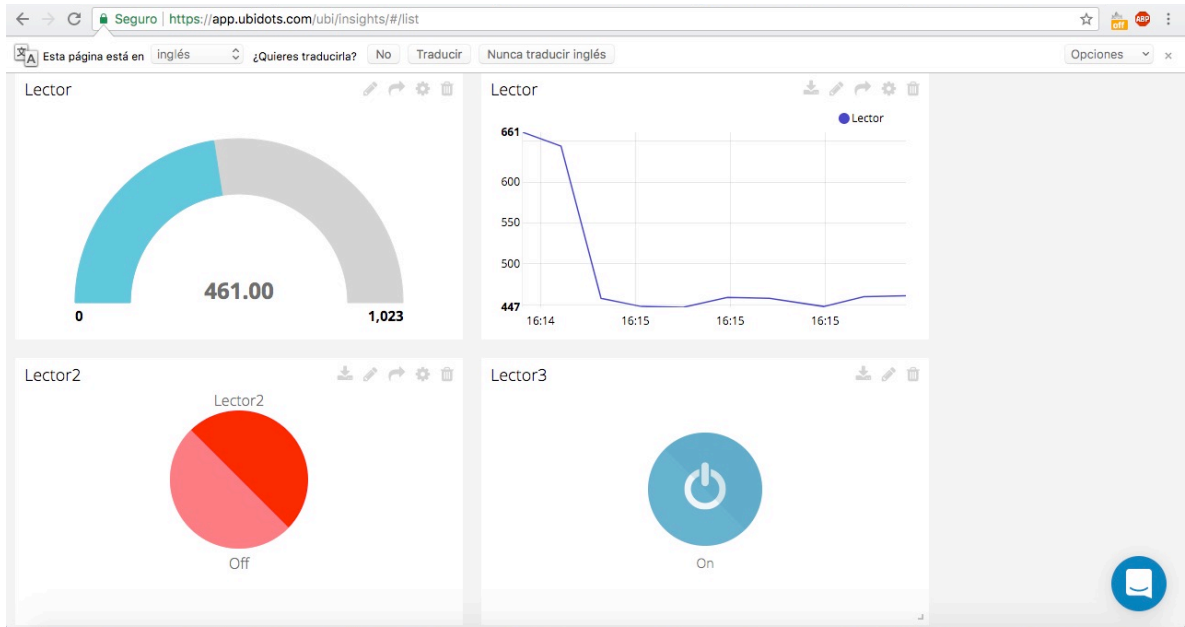 Seguro | https://app.ubidots.com/ubi/insights/#/list
off
ABP
Esta página está en inglés ¿Quieres traducirla? No Traducir Nunca traducir inglés Opciones
Lector
461.00
0
1,023
Lector
Lector
661
600
550
500
447
16:14 16:15 16:15 16:15
Lector2
Lector2
Off
Lector3
On